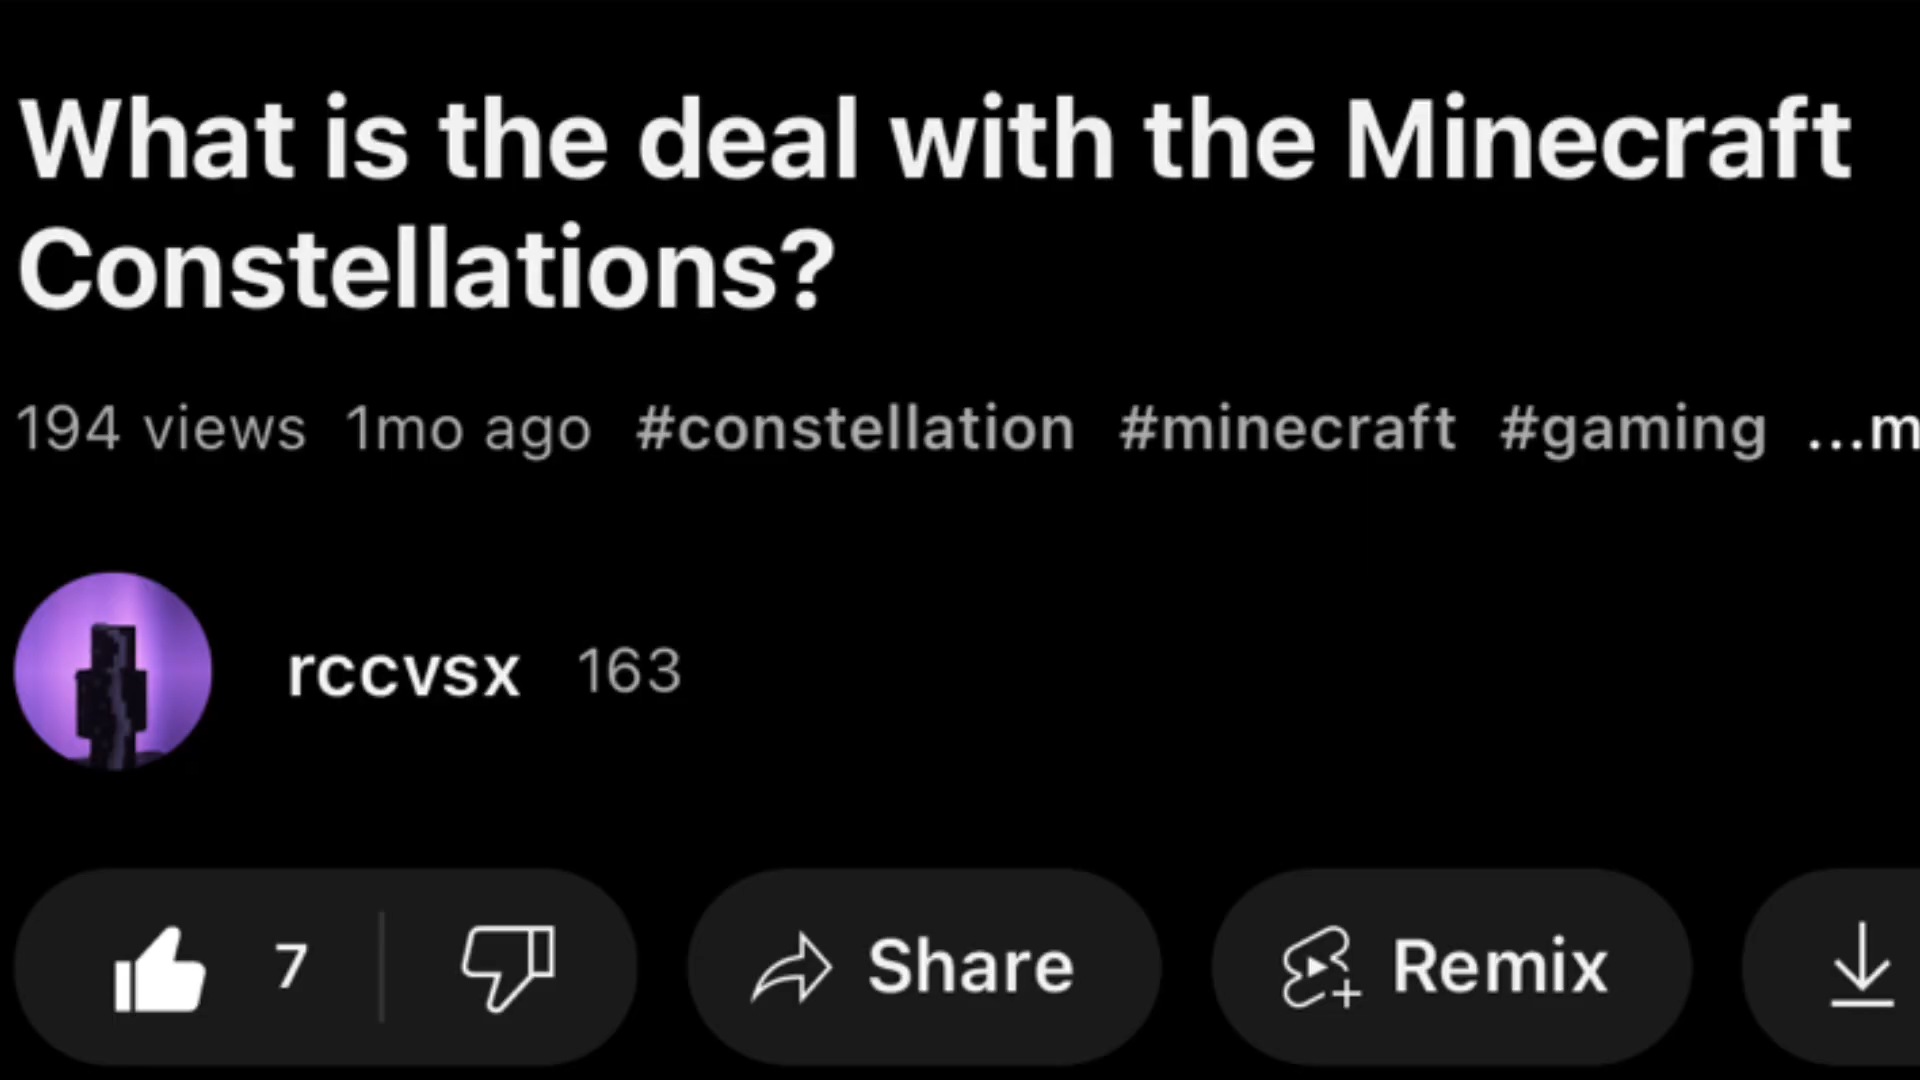 What is the deal with the Minecraft
Constellations?
194 views 1mo ago #constellation #minecraft #gaming ...m
rccvsx 163
7 Share Remix